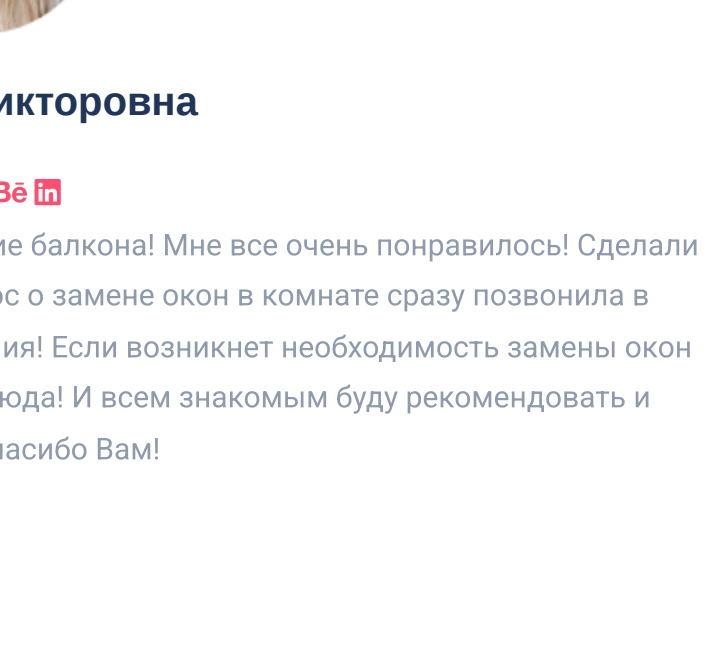 икторовна
Bē in
ие балкона! Мне все очень понравилось! Сделали
ос о замене окон в комнате сразу позвонила в
ия! Если возникнет необходимость замены окон
юда! И всем знакомым буду рекомендовать и
пасибо Вам!